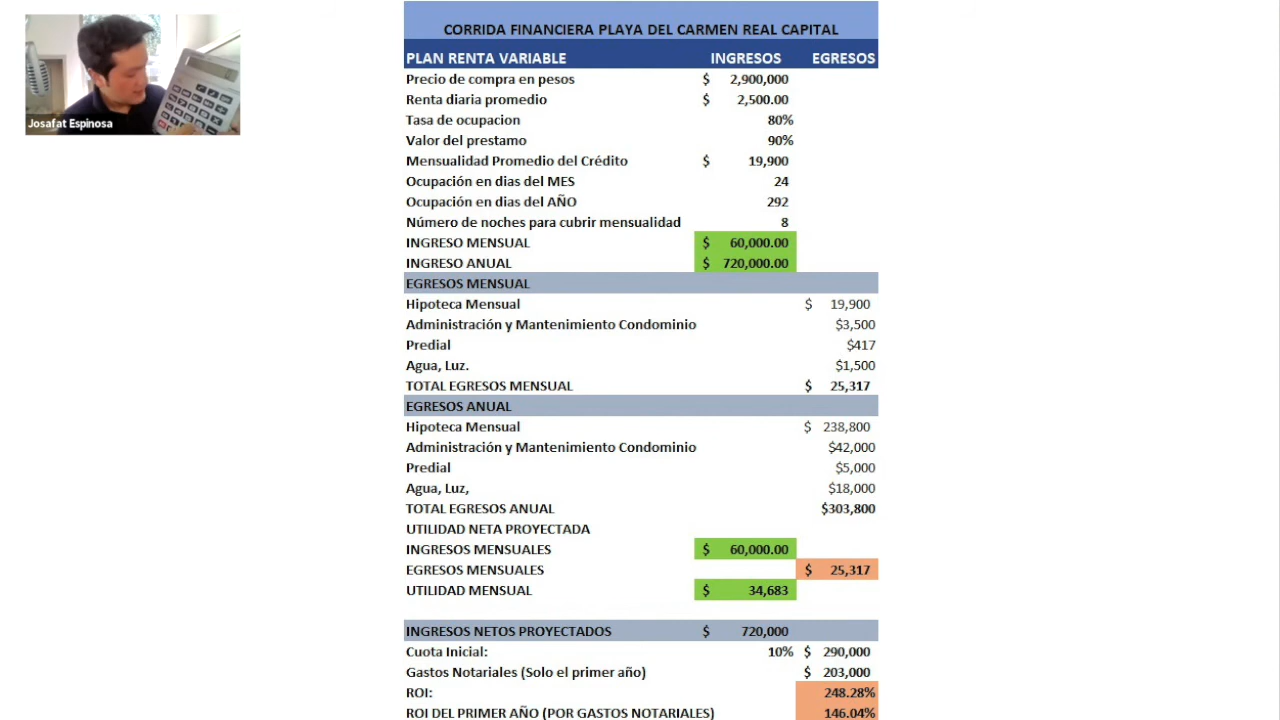 CORRIDA FINANCIERA PLAYA DEL CARMEN REAL CAPITAL
PLAN RENTA VARIABLE INGRESOS EGRESOS
Precio de compra en pesos $ 2,900,000
Renta diaria promedio $ 2,500.00
Tasa de ocupacion 80%
Valor del prestamo 90%
Mensualidad Promedio del Crédito $ 19,900
Ocupación en dias del MES 24
Ocupación en dias del AÑO 292
Número de noches para cubrir mensualidad 8
INGRESO MENSUAL $ 60,000.00
INGRESO ANUAL $ 720,000.00
EGRESOS MENSUAL
Hipoteca Mensual $ 19,900
Administración y Mantenimiento Condominio $3,500
Predial $417
Agua, Luz. $1,500
TOTAL EGRESOS MENSUAL $ 25,317
EGRESOS ANUAL
Hipoteca Mensual $ 238,800
Administración y Mantenimiento Condominio $42,000
Predial $5,000
Agua, Luz, $18,000
TOTAL EGRESOS ANUAL $303,800
UTILIDAD NETA PROYECTADA
INGRESOS MENSUALES $ 60,000.00
EGRESOS MENSUALES $ 25,317
UTILIDAD MENSUAL $ 34,683
INGRESOS NETOS PROYECTADOS $ 720,000
Cuota Inicial: 10% $ 290,000
Gastos Notariales (Solo el primer año) $ 203,000
ROI: 248.28%
ROI DEL PRIMER AÑO (POR GASTOS NOTARIALES) 146.04%
Josafat Espinosa